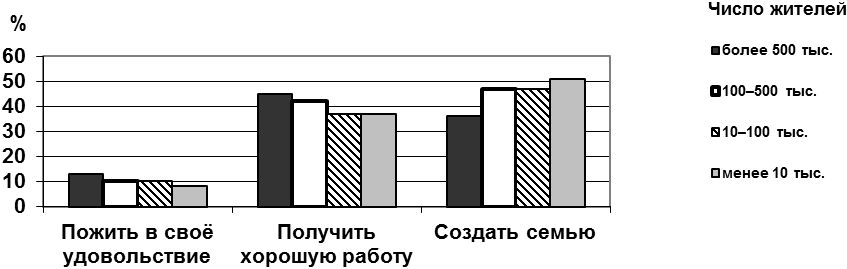 %
60
50
40
30
20
10
0
Пожить в своё
удовольствие
Получить
хорошую работу
Создать семью
Число жителей
более 500 тыс.
100–500 тыс.
10–100 тыс.
менее 10 тыс.